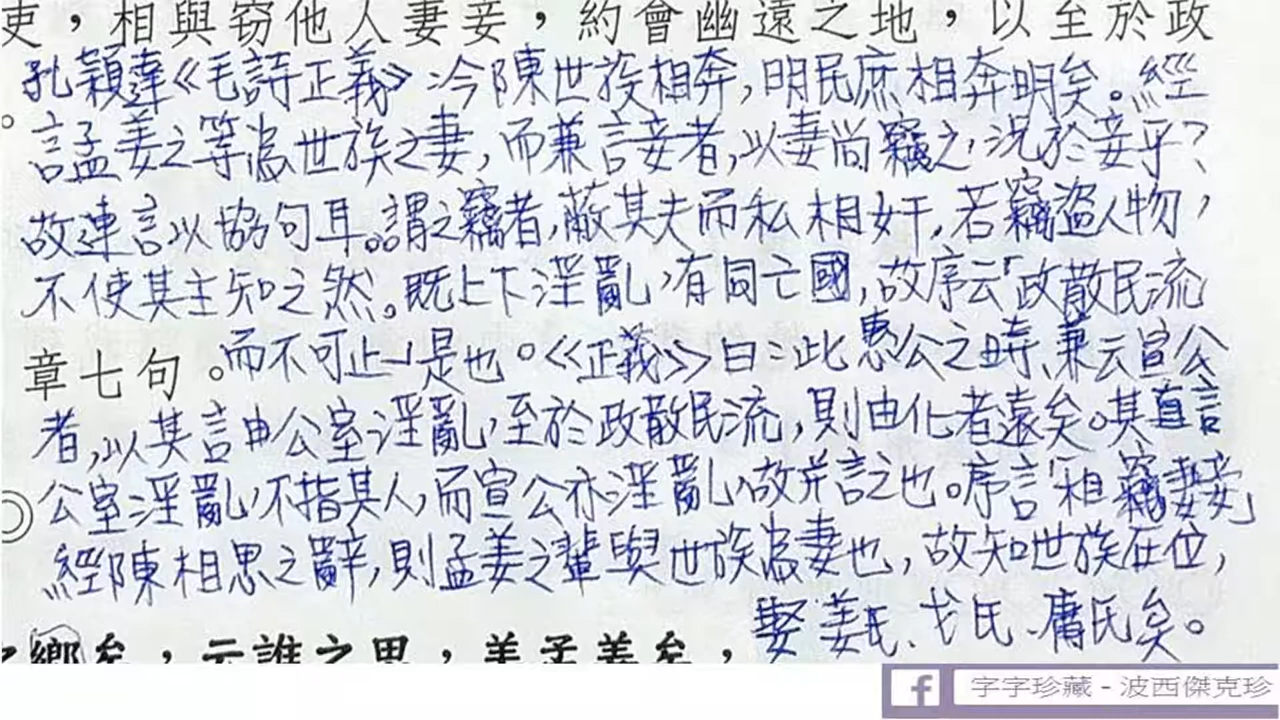 吏，相與窃他人妻妾，約會幽遠之地，以至於政
孔穎達《毛詩正義》：今陳世族相奔，明民庶相奔明矣。經
言孟姜之等為世族之妻，而兼言妾者，以妻尚竊之，況於妾乎？
故連言以協句耳。謂之竊者，蔽其夫而私相奸，若竊盜人物，
不使其主知之然。既上下淫亂，有同亡國，故序云「政散民流
章七句。而不可止」是也。《正義》曰：此惠公之時，兼云宣公
者，以其言由公室淫亂，至於政散民流，則由化者遠矣。其直言
公室淫亂，不指其人，而宣公亦淫亂，故并言之也。序言「相竊妻妾」
經陳相思之辭，則孟姜之輩與世族為妻也，故知世族在位，
娶姜氏、弋氏、庸氏矣。
鄉矣，云誰之思，美孟姜矣，
字字珍藏 - 波西傑克珍